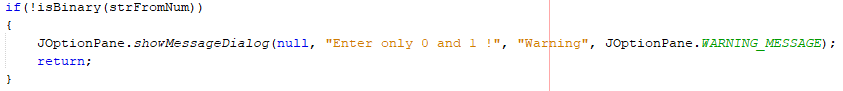 if(!isBinary(strFromNum))
{
JOptionPane.showMessageDialog(null, "Enter only 0 and 1 !", "Warning", JOptionPane.WARNING_MESSAGE);
return;
}